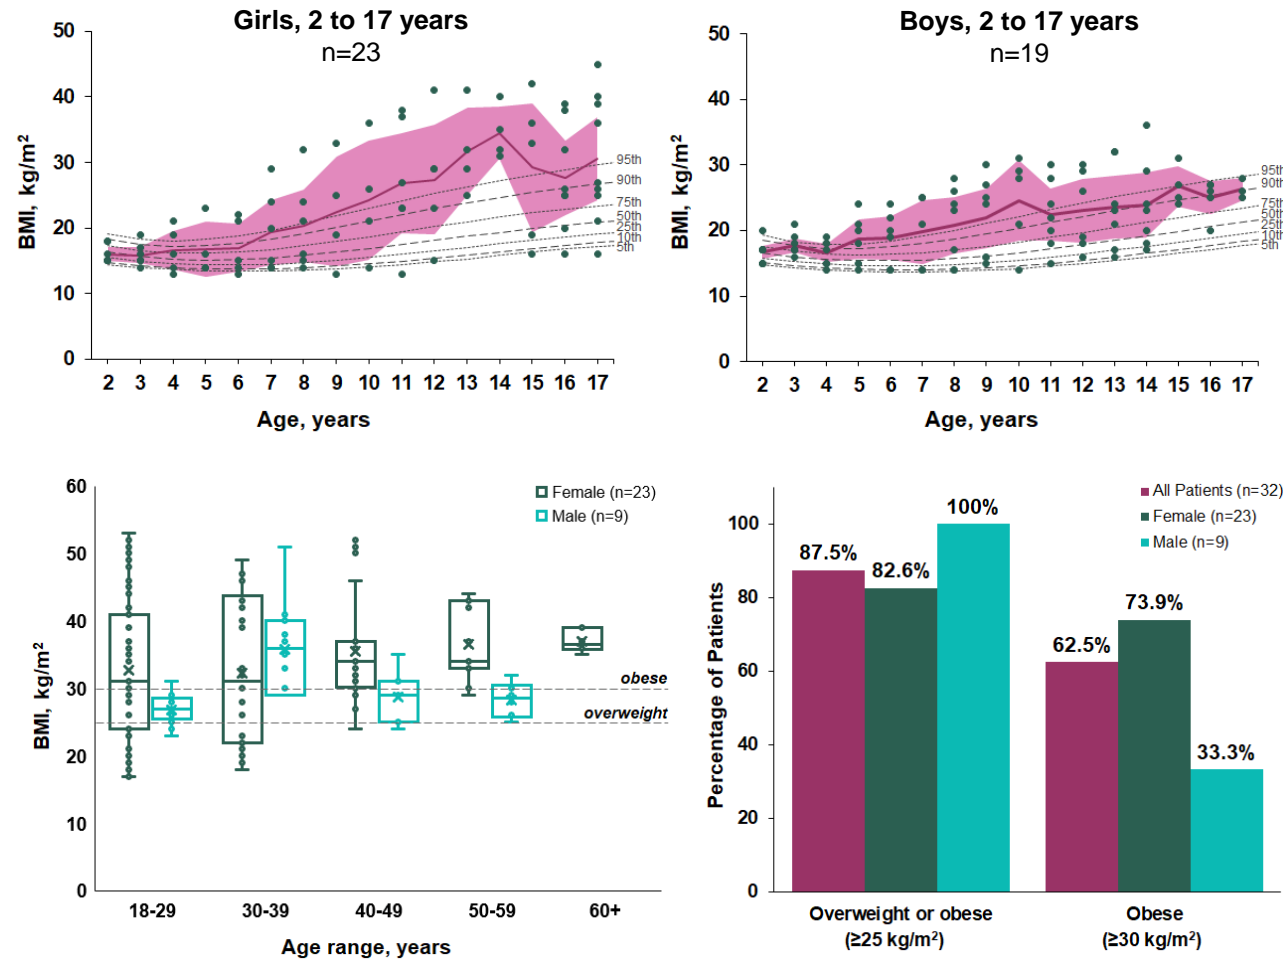 Girls, 2 to 17 years
n=23
BMI, kg/m²
50
40
30
20
10
0
95th
90th
75th
50th
25th
10th
5th
2 3 4 5 6 7 8 9 10 11 12 13 14 15 16 17
Age, years
Boys, 2 to 17 years
n=19
BMI, kg/m²
50
40
30
20
10
0
95th
90th
75th
50th
25th
10th
5th
2 3 4 5 6 7 8 9 10 11 12 13 14 15 16 17
Age, years
BMI, kg/m²
60
50
40
30
20
10
0
Female (n=23)
Male (n=9)
obese
overweight
18-29 30-39 40-49 50-59 60+
Age range, years
Percentage of Patients
100
80
60
40
20
0
All Patients (n=32)
Female (n=23)
Male (n=9)
87.5%
82.6%
100%
62.5%
73.9%
33.3%
Overweight or obese
(≥25 kg/m²)
Obese
(≥30 kg/m²)